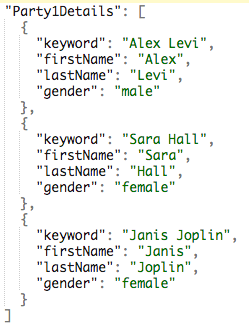 "Party1Details": [
  {
    "keyword": "Alex Levi",
    "firstName": "Alex",
    "lastName": "Levi",
    "gender": "male"
  },
  {
    "keyword": "Sara Hall",
    "firstName": "Sara",
    "lastName": "Hall",
    "gender": "female"
  },
  {
    "keyword": "Janis Joplin",
    "firstName": "Janis",
    "lastName": "Joplin",
    "gender": "female"
  }
]